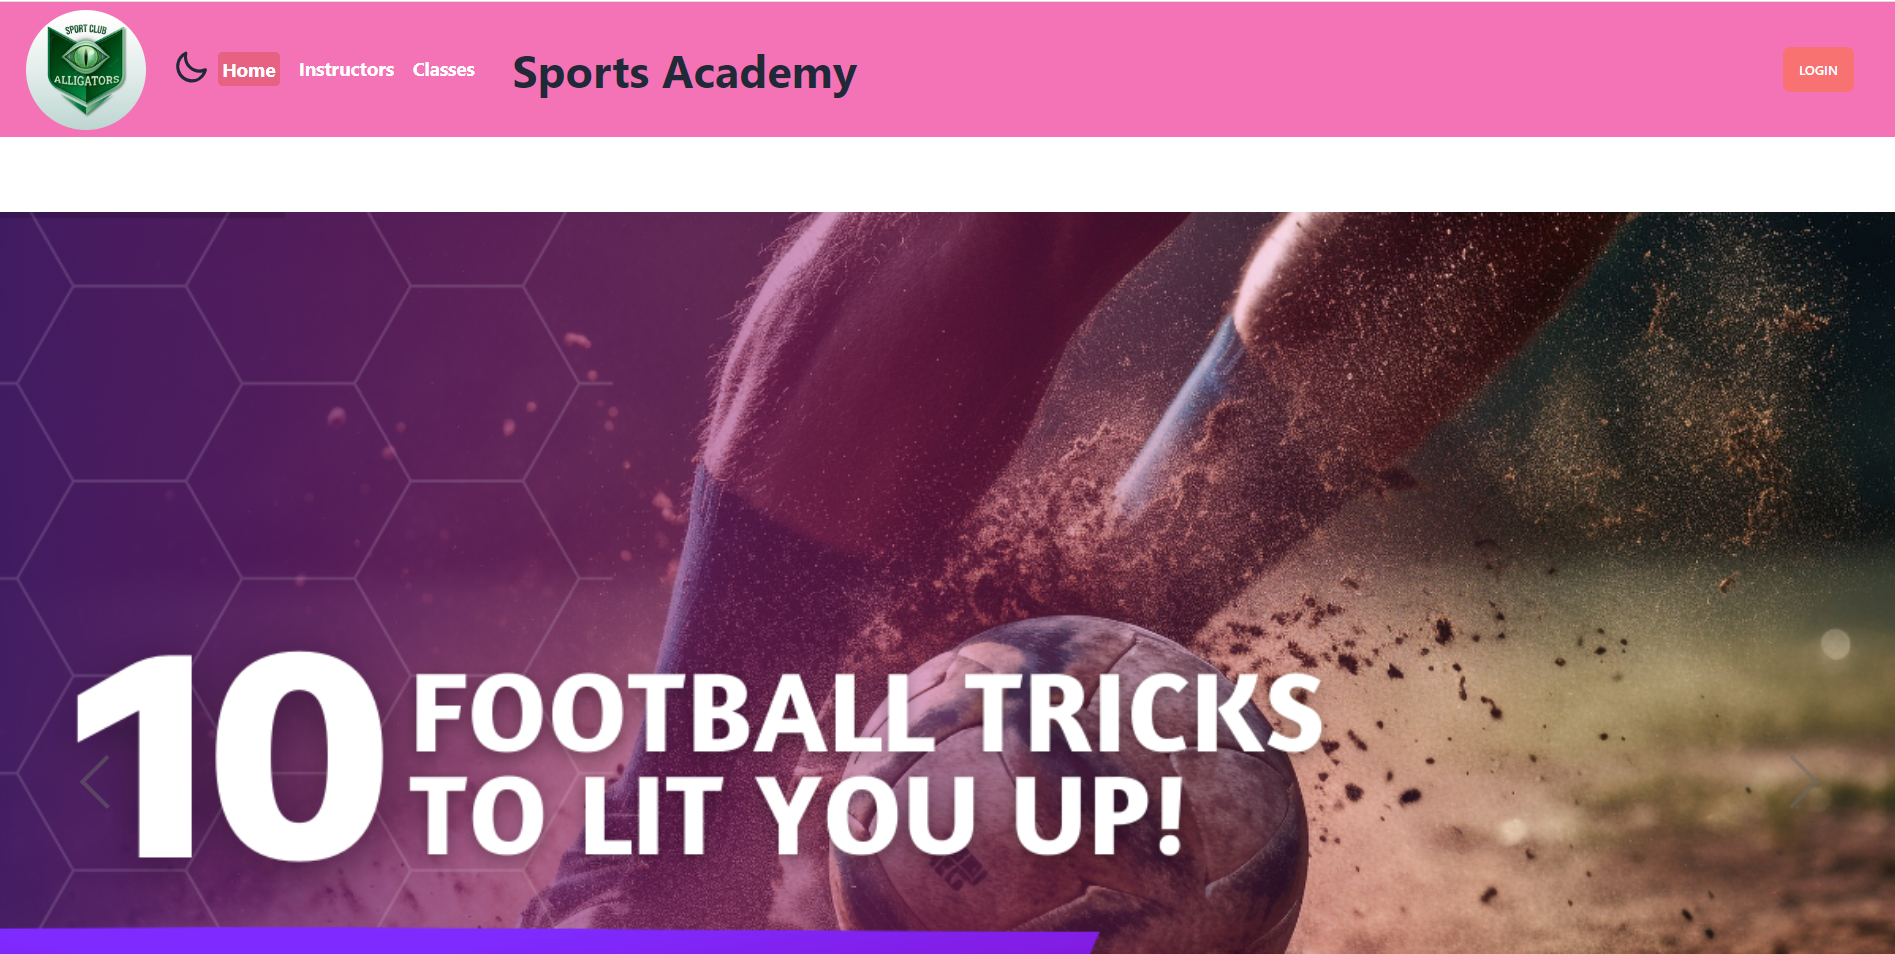 SPORT CLUB
ALLIGATORS
Home
Instructors
Classes
Sports Academy
LOGIN
10 FOOTBALL TRICKS
TO LIT YOU UP!